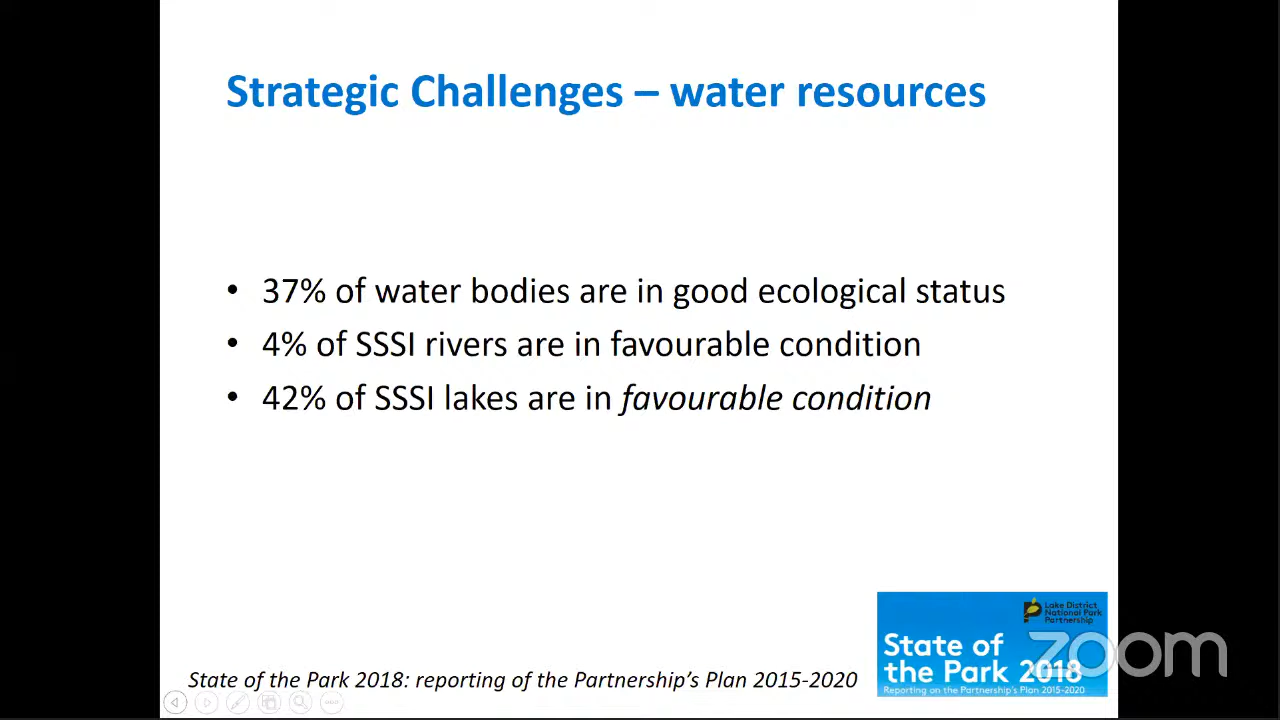 Strategic Challenges – water resources
• 37% of water bodies are in good ecological status
• 4% of SSSI rivers are in favourable condition
• 42% of SSSI lakes are in favourable condition
Lake District
National Park
Partnership
State of
the Park 2018
Reporting on the Partnership's Plan 2015-2020
zoom
State of the Park 2018: reporting of the Partnership’s Plan 2015-2020